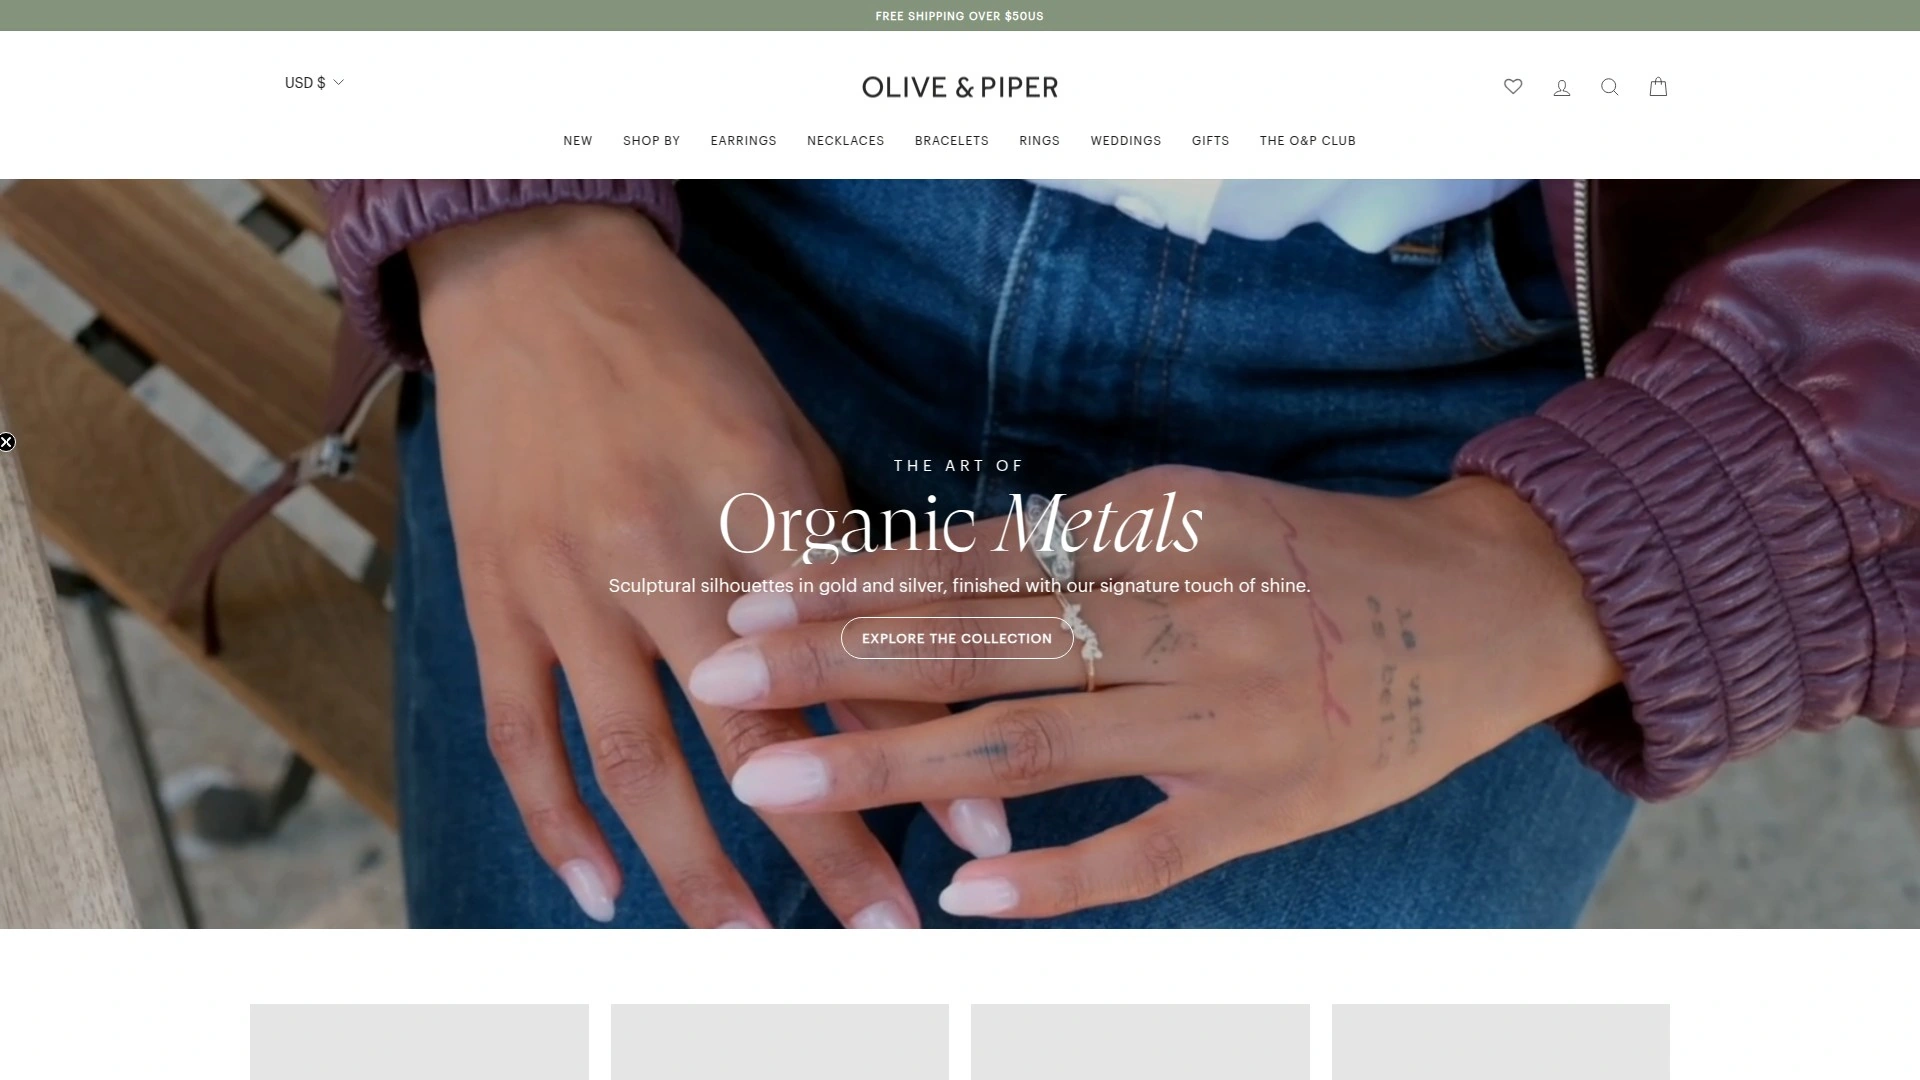 FREE SHIPPING OVER $50US
USD $
OLIVE & PIPER
NEW SHOP BY EARRINGS NECKLACES BRACELETS RINGS WEDDINGS GIFTS THE O&P CLUB
THE ART OF
Organic Metals
Sculptural silhouettes in gold and silver, finished with our signature touch of shine.
EXPLORE THE COLLECTION